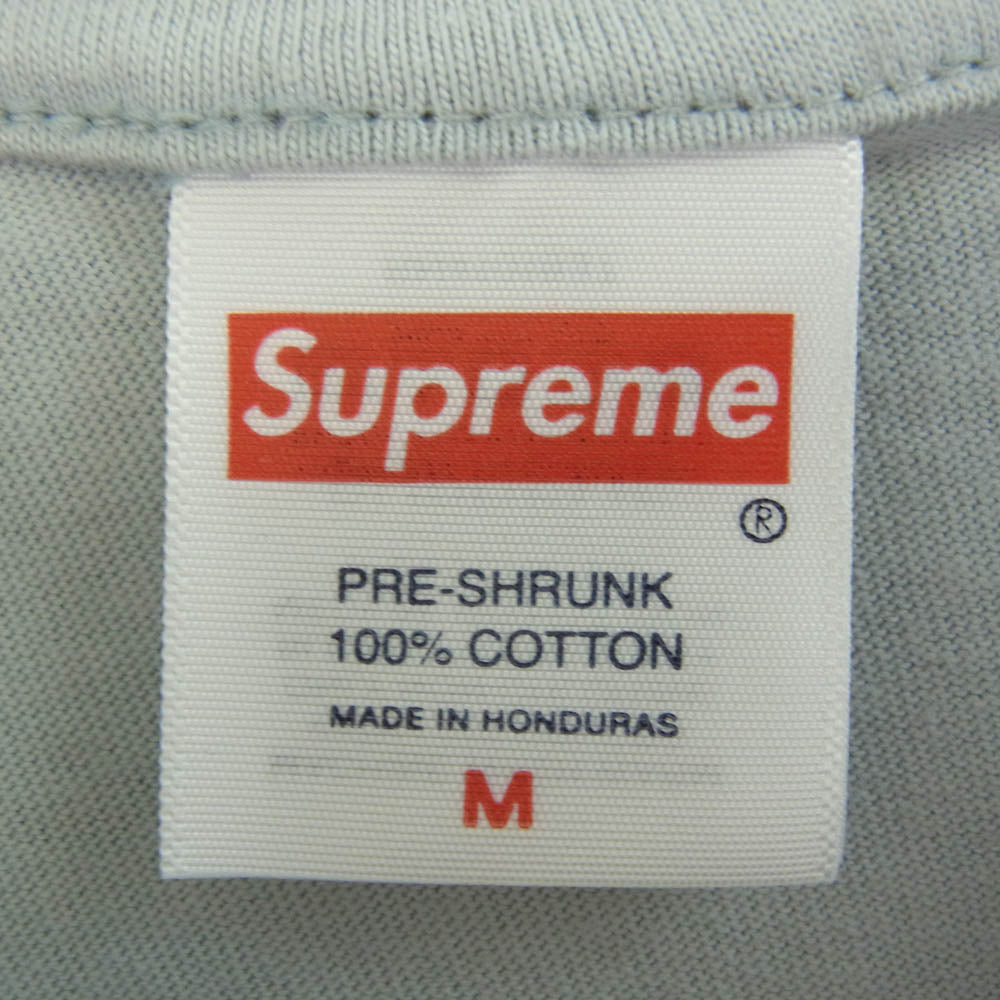 Supreme
®
PRE-SHRUNK
100% COTTON
MADE IN HONDURAS
M